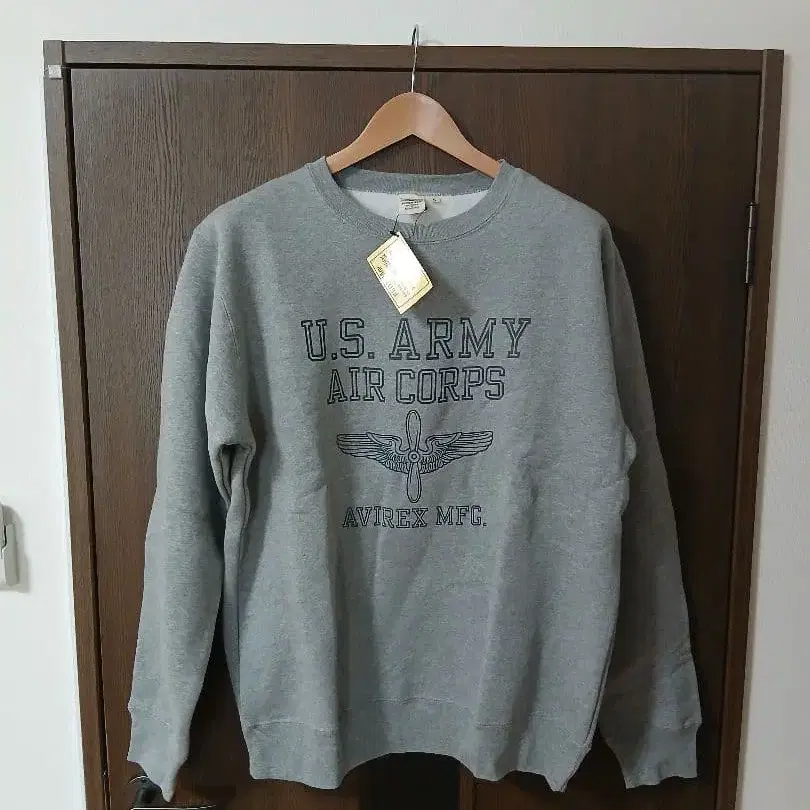 U.S. ARMY
AIR CORPS
AVIREX MFG.